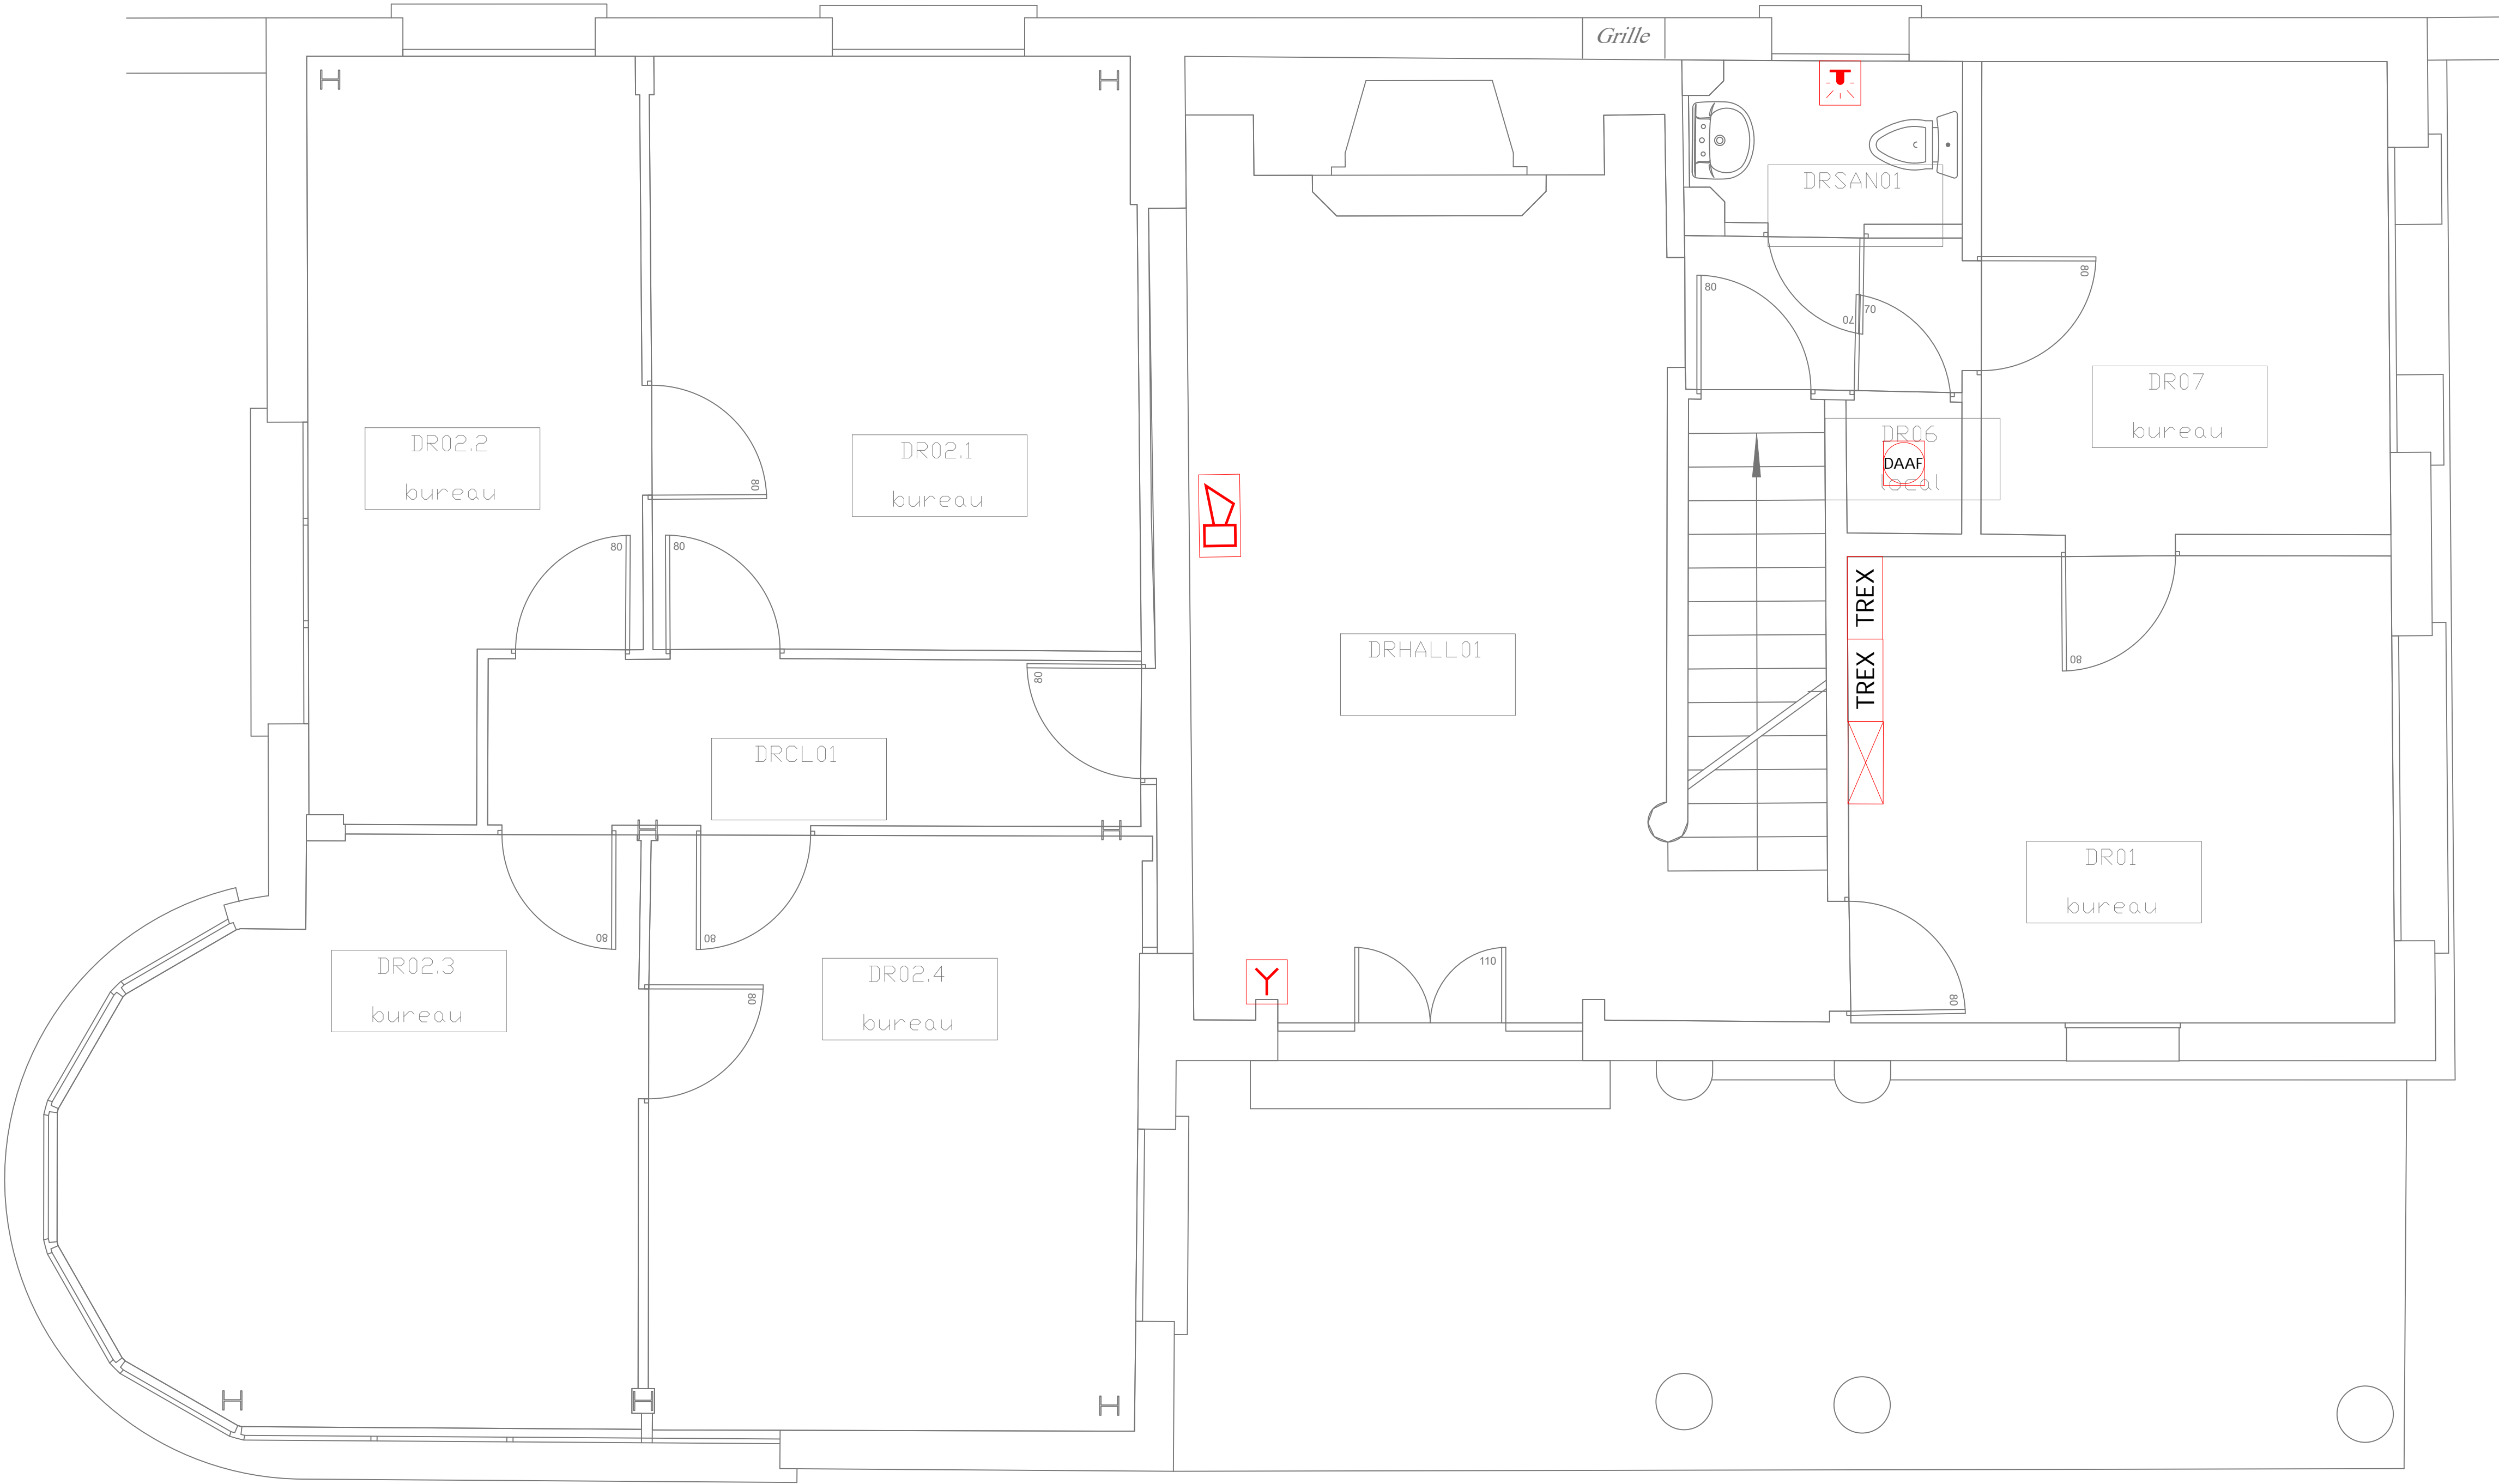 Grille
H
H
DRSAN01
80
80
70
70
DR07
bureau
DR02.2
bureau
DR02.1
bureau
DR06
DAAF
local
80
80
80
TREX
TREX
80
80
DRHALL01
DRCL01
H
H
DR01
bureau
80
80
DR02.3
bureau
DR02.4
bureau
110
Y
80
80
H
H
H